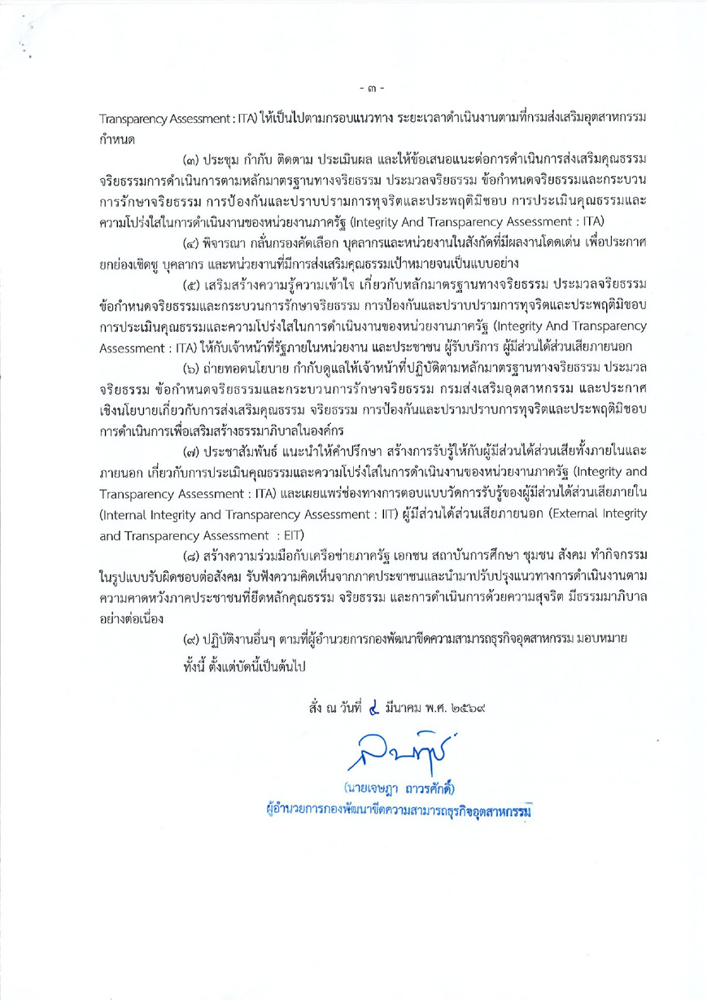 - ๓ -
Transparency Assessment : ITA) ให้เป็นไปตามกรอบแนวทาง ระยะเวลาดำเนินงานตามที่กรมส่งเสริมอุตสาหกรรม
กำหนด
(๓) ประชุม กำกับ ติดตาม ประเมินผล และให้ข้อเสนอแนะต่อการดำเนินการส่งเสริมคุณธรรม
จริยธรรมการดำเนินการตามหลักมาตรฐานทางจริยธรรม ประมวลจริยธรรม ข้อกำหนดจริยธรรมและกระบวน
การรักษาจริยธรรม การป้องกันและปราบปรามการทุจริตและประพฤติมิชอบ การประเมินคุณธรรมและ
ความโปร่งใสในการดำเนินงานของหน่วยงานภาครัฐ (Integrity And Transparency Assessment : ITA)
(๔) พิจารณา กลั่นกรองคัดเลือก บุคลากรและหน่วยงานในสังกัดที่มีผลงานโดดเด่น เพื่อประกาศ
ยกย่องเชิดชู บุคลากร และหน่วยงานที่มีการส่งเสริมคุณธรรมเป้าหมายจนเป็นแบบอย่าง
(๕) เสริมสร้างความรู้ความเข้าใจ เกี่ยวกับหลักมาตรฐานทางจริยธรรม ประมวลจริยธรรม
ข้อกำหนดจริยธรรมและกระบวนการรักษาจริยธรรม การป้องกันและปราบปรามการทุจริตและประพฤติมิชอบ
การประเมินคุณธรรมและความโปร่งใสในการดำเนินงานของหน่วยงานภาครัฐ (Integrity And Transparency
Assessment : ITA) ให้กับเจ้าหน้าที่รัฐภายในหน่วยงาน และประชาชน ผู้รับบริการ ผู้มีส่วนได้ส่วนเสียภายนอก
(๖) ถ่ายทอดนโยบาย กำกับดูแลให้เจ้าหน้าที่ปฏิบัติตามหลักมาตรฐานทางจริยธรรม ประมวล
จริยธรรม ข้อกำหนดจริยธรรมและกระบวนการรักษาจริยธรรม กรมส่งเสริมอุตสาหกรรม และประกาศ
เชิงนโยบายเกี่ยวกับการส่งเสริมคุณธรรม จริยธรรม การป้องกันและปรามปราบการทุจริตและประพฤติมิชอบ
การดำเนินการเพื่อเสริมสร้างธรรมาภิบาลในองค์กร
(๗) ประชาสัมพันธ์ แนะนำให้คำปรึกษา สร้างการรับรู้ให้กับผู้มีส่วนได้ส่วนเสียทั้งภายในและ
ภายนอก เกี่ยวกับการประเมินคุณธรรมและความโปร่งใสในการดำเนินงานของหน่วยงานภาครัฐ (Integrity and
Transparency Assessment : ITA) และเผยแพร่ช่องทางการตอบแบบวัดการรับรู้ของผู้มีส่วนได้ส่วนเสียภายใน
(Internal Integrity and Transparency Assessment : IIT) ผู้มีส่วนได้ส่วนเสียภายนอก (External Integrity
and Transparency Assessment : EIT)
(๘) สร้างความร่วมมือกับเครือข่ายภาครัฐ เอกชน สถาบันการศึกษา ชุมชน สังคม ทำกิจกรรม
ในรูปแบบรับผิดชอบต่อสังคม รับฟังความคิดเห็นจากภาคประชาชนและนำมาปรับปรุงแนวทางการดำเนินงานตาม
ความคาดหวังภาคประชาชนที่ยึดหลักคุณธรรม จริยธรรม และการดำเนินการด้วยความสุจริต มีธรรมมาภิบาล
อย่างต่อเนื่อง
(๙) ปฏิบัติงานอื่นๆ ตามที่ผู้อำนวยการกองพัฒนาขีดความสามารถธุรกิจอุตสาหกรรม มอบหมาย
ทั้งนี้ ตั้งแต่บัดนี้เป็นต้นไป
สั่ง ณ วันที่ ๔ มีนาคม พ.ศ. ๒๕๖๙
(นายเจษฎา ถาวรศักดิ์)
ผู้อำนวยการกองพัฒนาขีดความสามารถธุรกิจอุตสาหกรรม